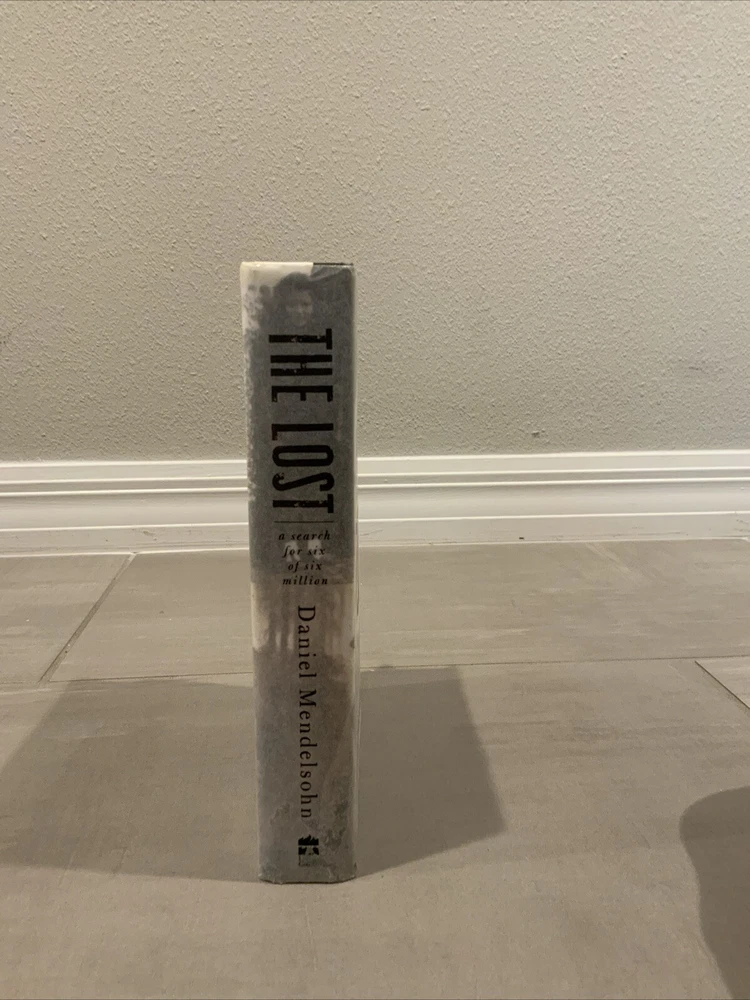 THE LOST
a search
for six
of six
million
Daniel Mendelsohn